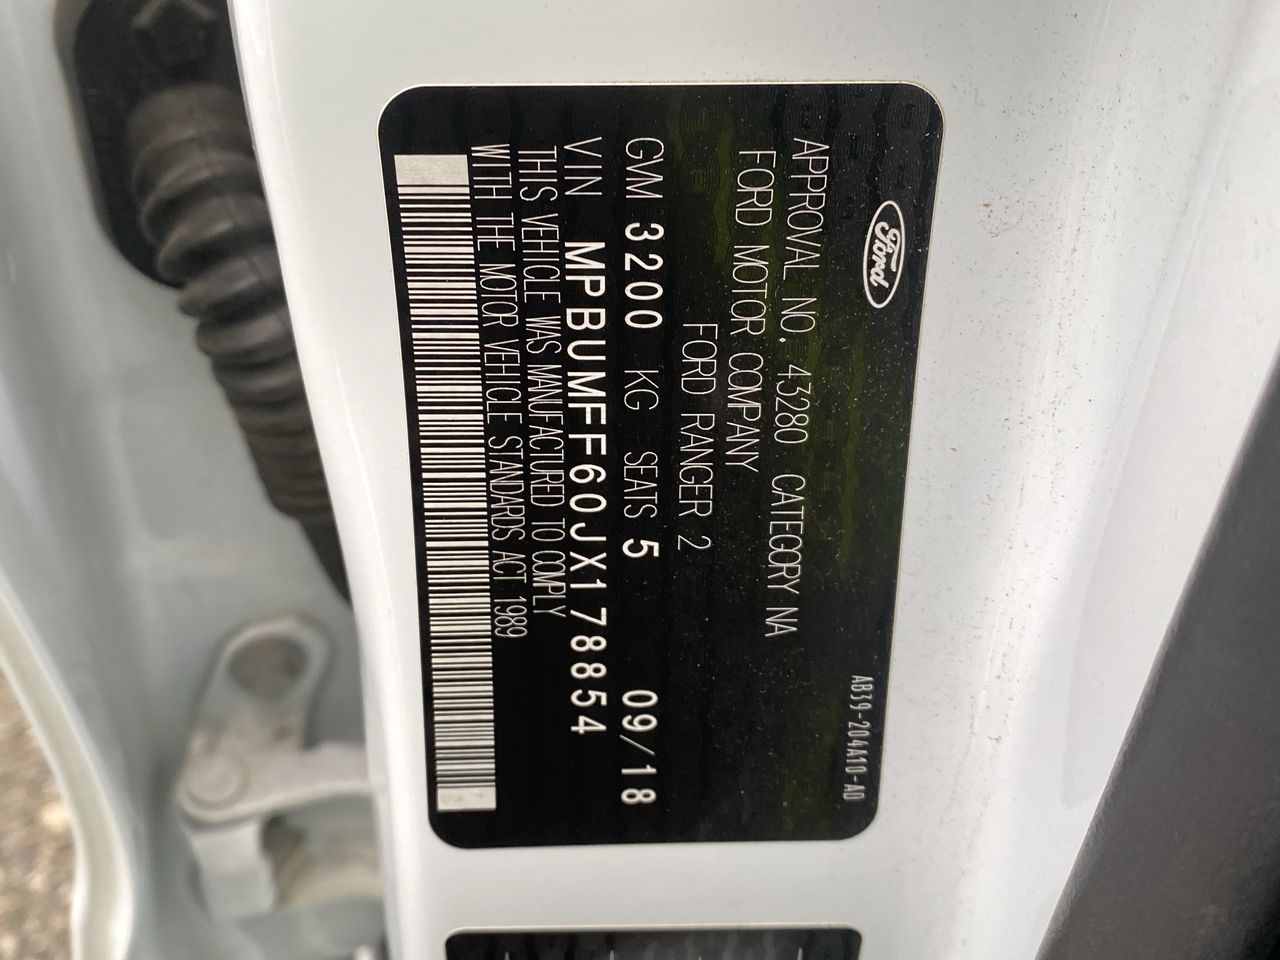 Ford
AB39-204A10-AD
APPROVAL NO. 43280 CATEGORY NA
FORD MOTOR COMPANY
FORD RANGER 2
GVM 3200 KG SEATS 5 09/18
VIN MPBUMFF60JX178854
THIS VEHICLE WAS MANUFACTURED TO COMPLY
WITH THE MOTOR VEHICLE STANDARDS ACT 1989